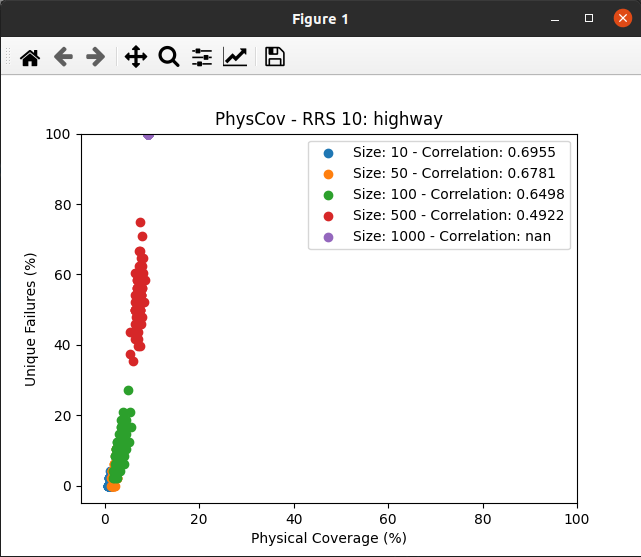 Figure 1
PhysCov - RRS 10: highway
100
80
60
40
20
0
Unique Failures (%)
Size: 10 - Correlation: 0.6955
Size: 50 - Correlation: 0.6781
Size: 100 - Correlation: 0.6498
Size: 500 - Correlation: 0.4922
Size: 1000 - Correlation: nan
0 20 40 60 80 100
Physical Coverage (%)